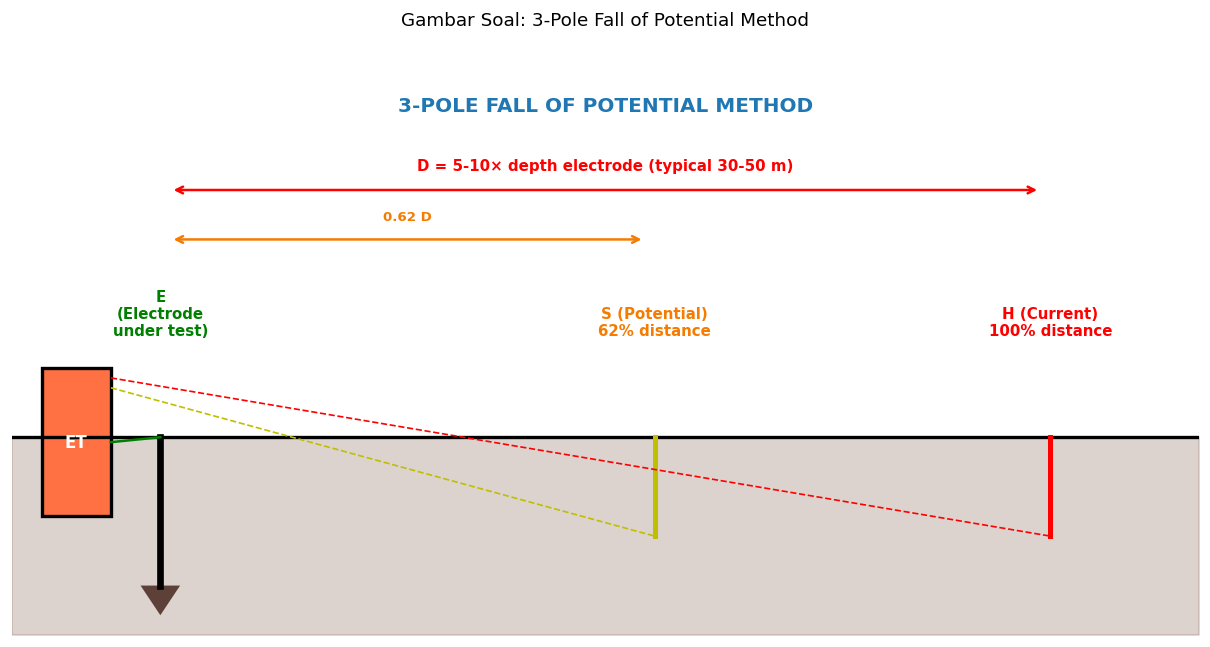 Gambar Soal: 3-Pole Fall of Potential Method
3-POLE FALL OF POTENTIAL METHOD
D = 5-10× depth electrode (typical 30-50 m)
0.62 D
E
(Electrode
under test)
S (Potential)
62% distance
H (Current)
100% distance
ET